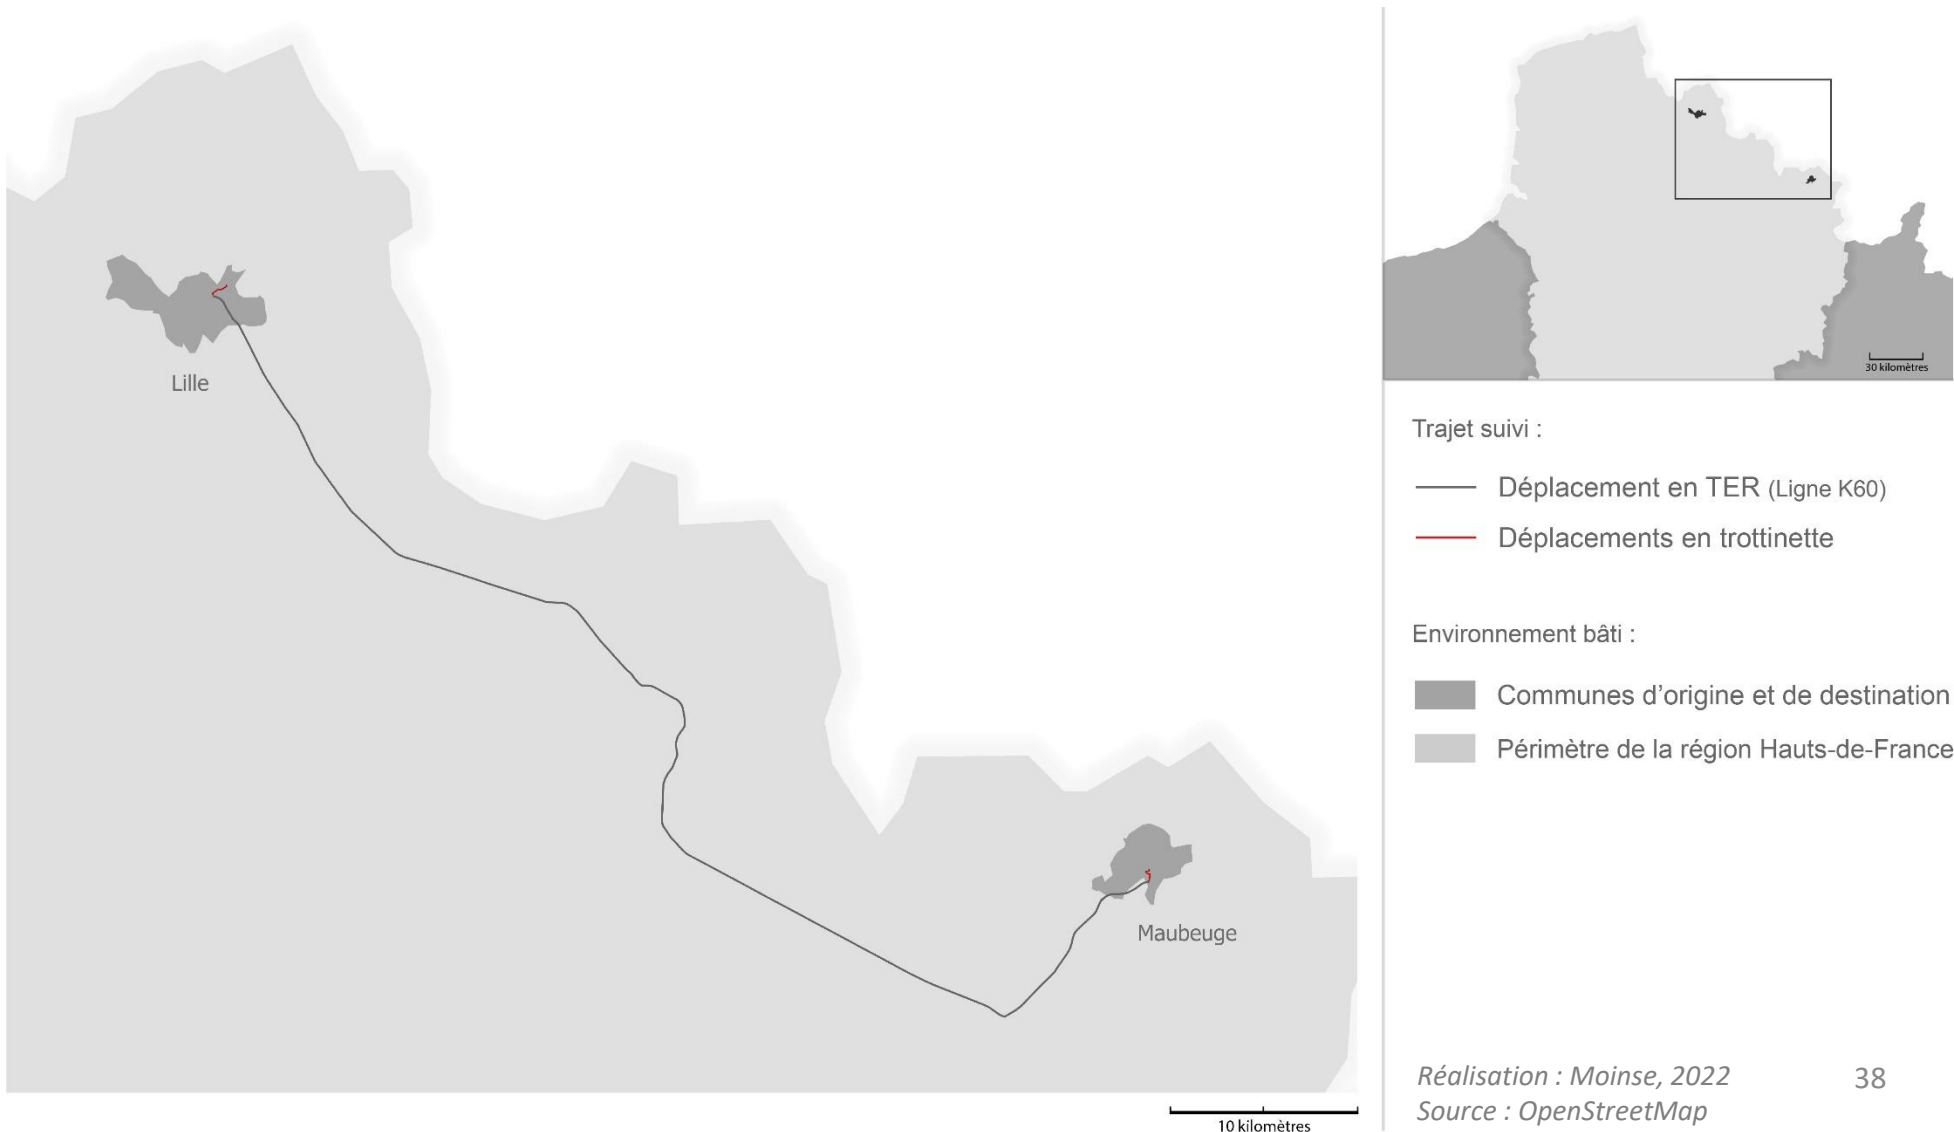 Lille
Maubeuge
10 kilomètres
30 kilomètres
Trajet suivi :
Déplacement en TER (Ligne K60)
Déplacements en trottinette
Environnement bâti :
Communes d’origine et de destination
Périmètre de la région Hauts-de-France
Réalisation : Moinse, 2022
Source : OpenStreetMap
38